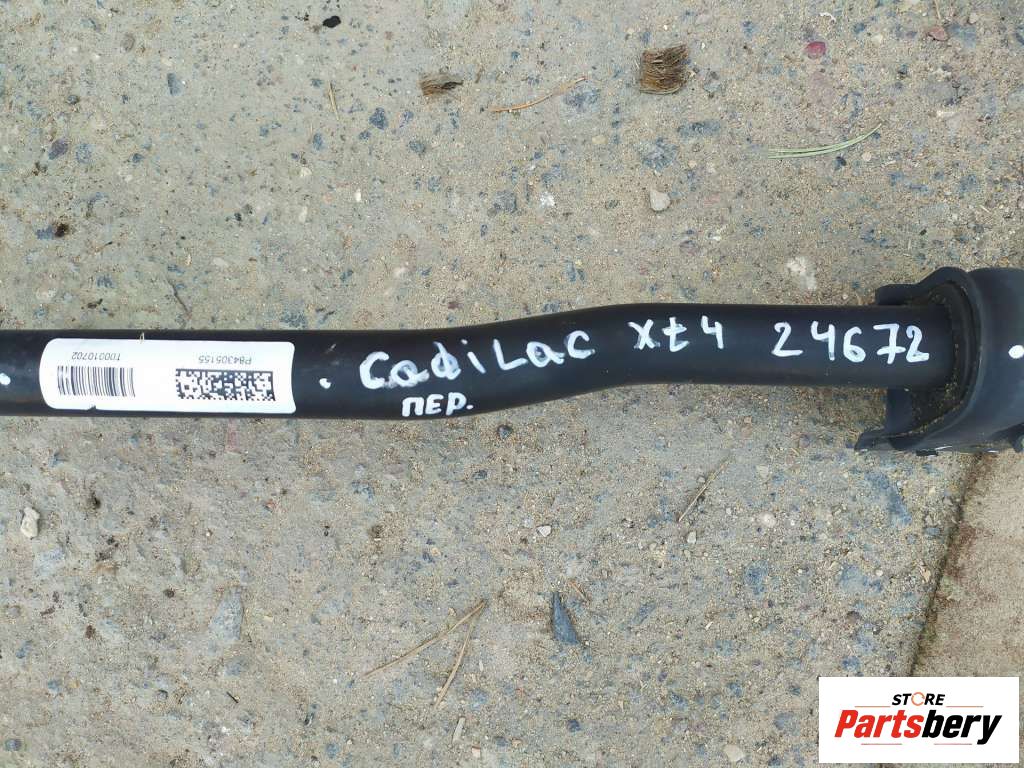 P84305155
T00010702
CadiLac xt4 24672
ПЕР.
STORE
Partsbery